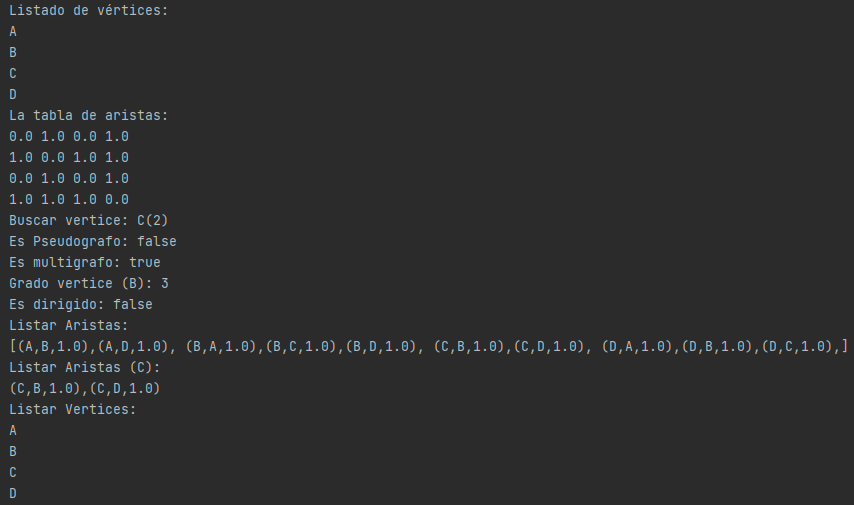 Listado de vértices:
A
B
C
D
La tabla de aristas:
0.0 1.0 0.0 1.0
1.0 0.0 1.0 1.0
0.0 1.0 0.0 1.0
1.0 1.0 1.0 0.0
Buscar vertice: C(2)
Es Pseudografo: false
Es multigrafo: true
Grado vertice (B): 3
Es dirigido: false
Listar Aristas:
[(A,B,1.0),(A,D,1.0), (B,A,1.0),(B,C,1.0),(B,D,1.0), (C,B,1.0),(C,D,1.0), (D,A,1.0),(D,B,1.0),(D,C,1.0),]
Listar Aristas (C):
(C,B,1.0),(C,D,1.0)
Listar Vertices:
A
B
C
D